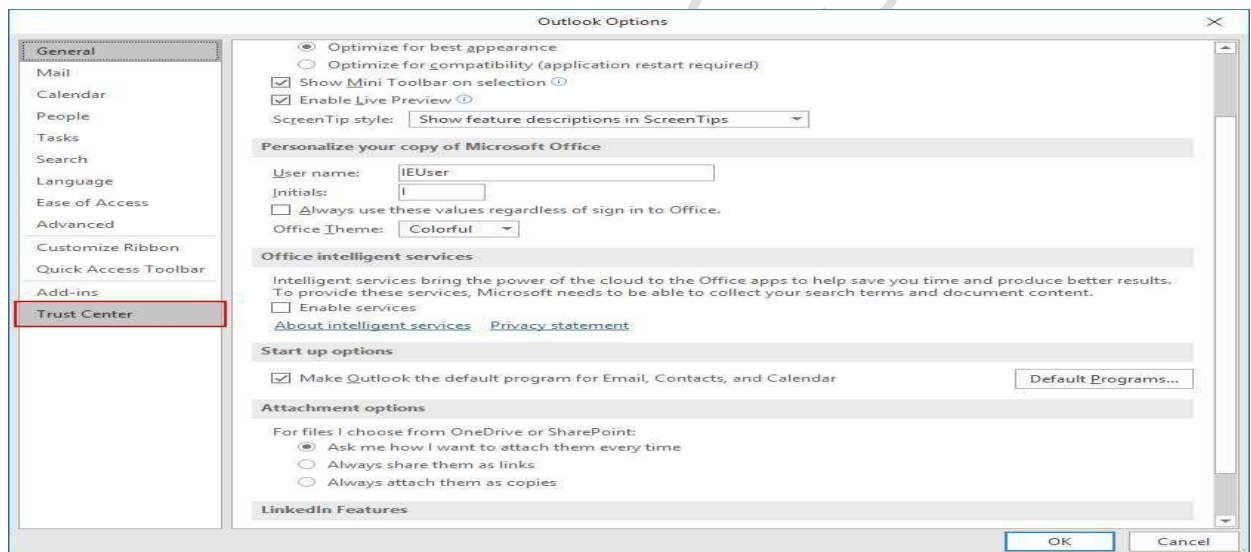 Outlook Options
General
Mail
Calendar
People
Tasks
Search
Language
Ease of Access
Advanced
Customize Ribbon
Quick Access Toolbar
Add-ins
Trust Center
Optimize for best appearance
Optimize for compatibility (application restart required)
Show Mini Toolbar on selection
Enable Live Preview
ScreenTip style: Show feature descriptions in ScreenTips
Personalize your copy of Microsoft Office
User name: IEUser
Initials: I
Always use these values regardless of sign in to Office.
Office Theme: Colorful
Office intelligent services
Intelligent services bring the power of the cloud to the Office apps to help save you time and produce better results.
To provide these services, Microsoft needs to be able to collect your search terms and document content.
Enable services
About intelligent services Privacy statement
Start up options
Make Outlook the default program for Email, Contacts, and Calendar Default Programs...
Attachment options
For files I choose from OneDrive or SharePoint:
Ask me how I want to attach them every time
Always share them as links
Always attach them as copies
LinkedIn Features
OK Cancel